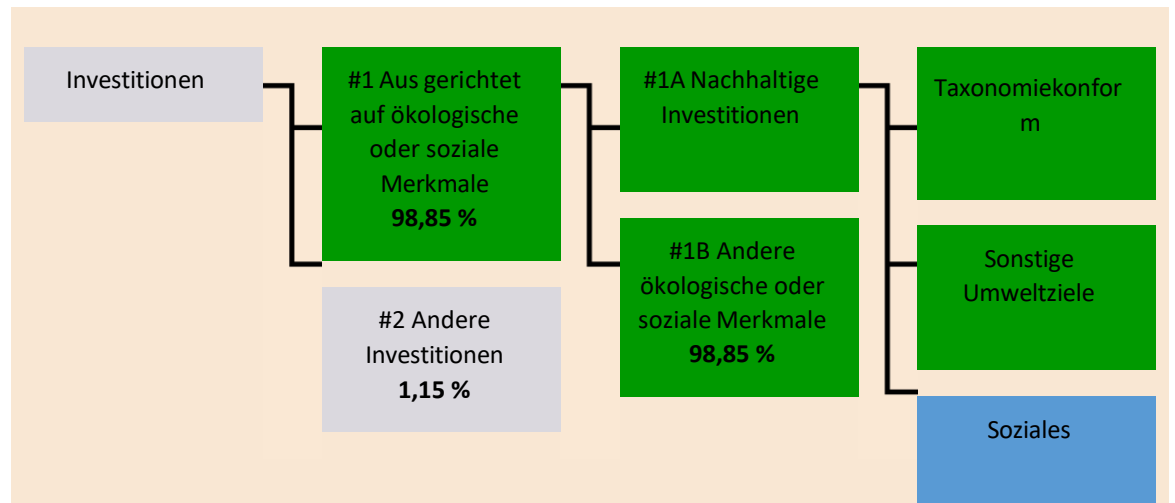 Investitionen
#1 Aus gerichtet
auf ökologische
oder soziale
Merkmale
98,85 %
#2 Andere
Investitionen
1,15 %
#1A Nachhaltige
Investitionen
#1B Andere
ökologische oder
soziale Merkmale
98,85 %
Taxonomiekonfor
m
Sonstige
Umweltziele
Soziales